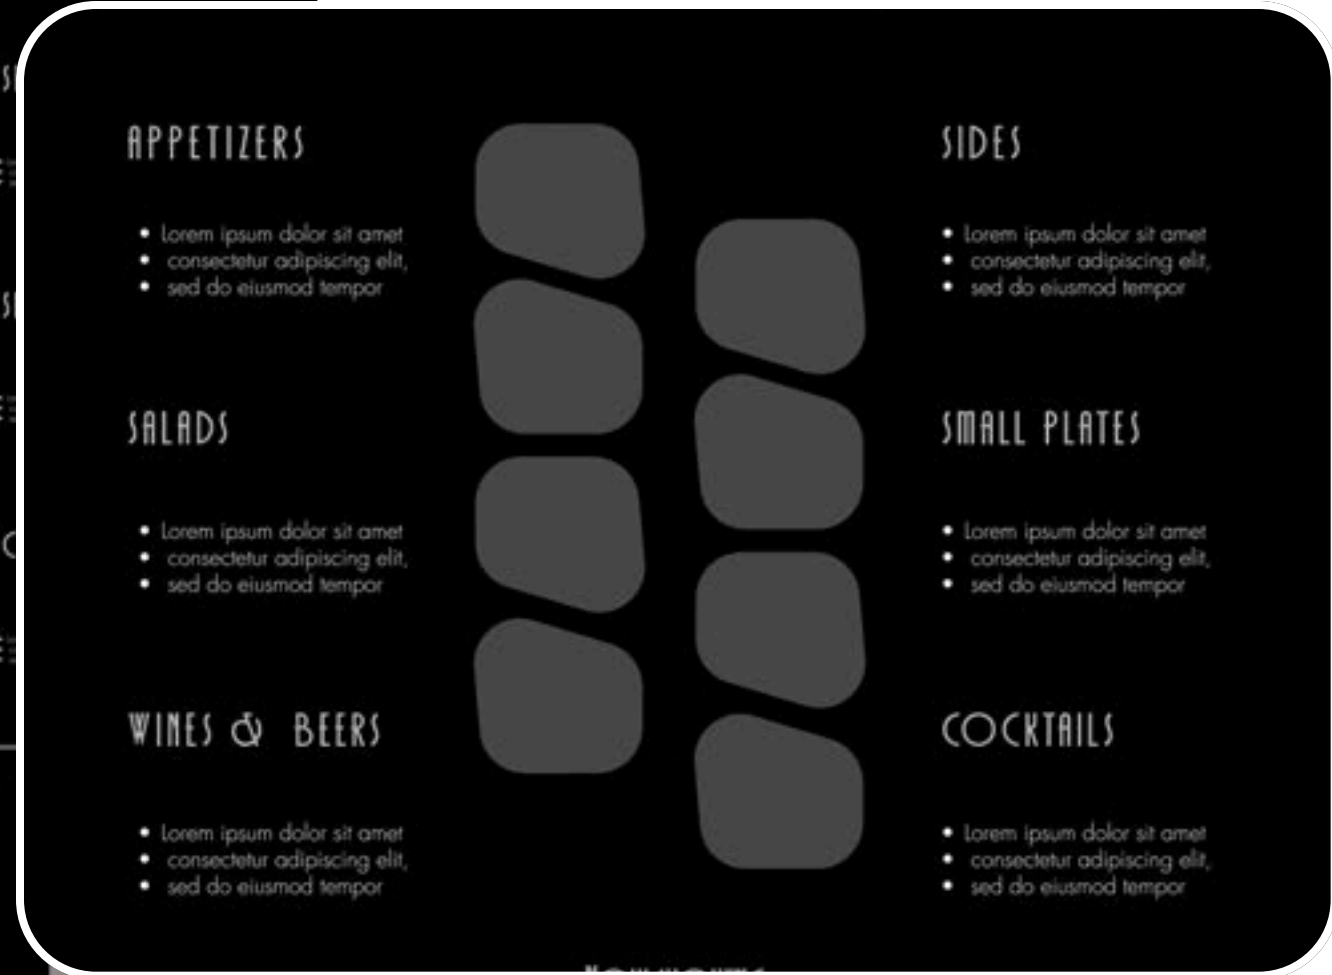 APPETIZERS
Lorem ipsum dolor sit amet
consectetur adipiscing elit,
sed do eiusmod tempor
SALADS
Lorem ipsum dolor sit amet
consectetur adipiscing elit,
sed do eiusmod tempor
WINES & BEERS
Lorem ipsum dolor sit amet
consectetur adipiscing elit,
sed do eiusmod tempor
SIDES
Lorem ipsum dolor sit amet
consectetur adipiscing elit,
sed do eiusmod tempor
SMALL PLATES
Lorem ipsum dolor sit amet
consectetur adipiscing elit,
sed do eiusmod tempor
COCKTAILS
Lorem ipsum dolor sit amet
consectetur adipiscing elit,
sed do eiusmod tempor